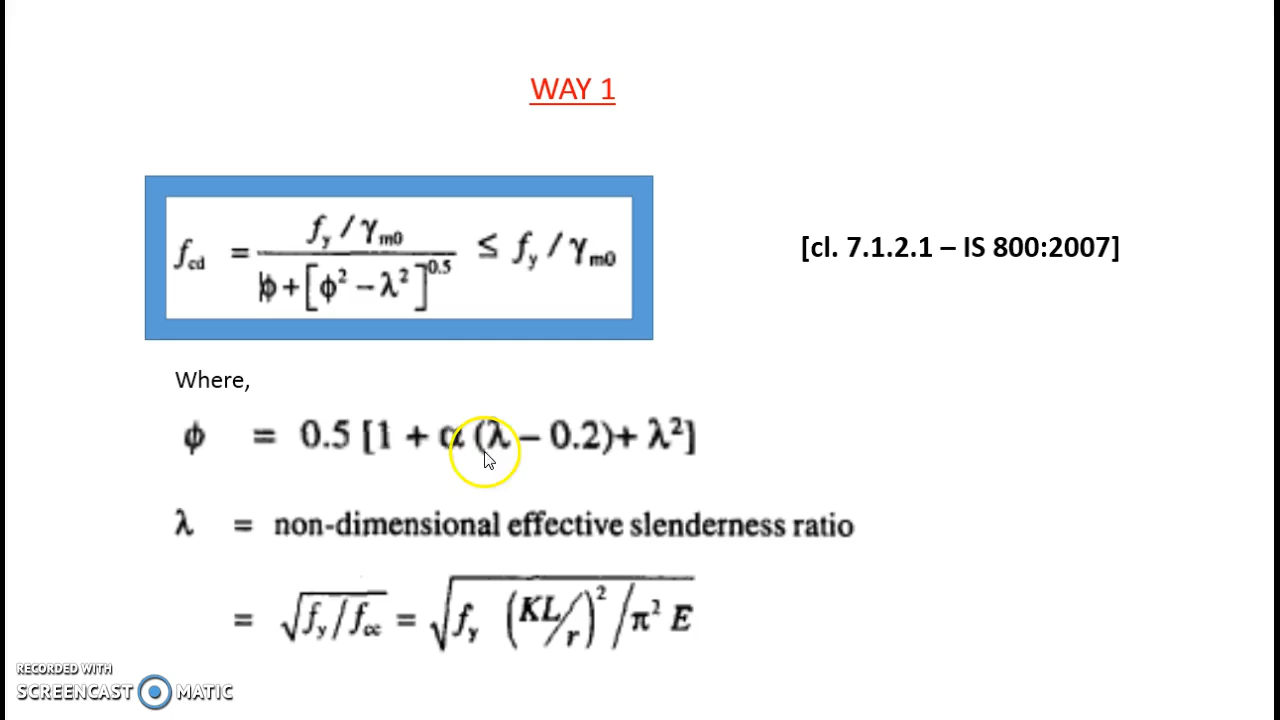 WAY 1
f_cd = (f_y / γ_m0) / (ϕ + [ϕ² − λ²]^0.5) ≤ f_y / γ_m0
[cl. 7.1.2.1 – IS 800:2007]
Where,
ϕ = 0.5 [1 + α (λ – 0.2)+ λ²]
λ = non-dimensional effective slenderness ratio
= √(f_y / f_cc) = √(f_y (KL/r)² / π² E)
RECORDED WITH
SCREENCAST MATIC